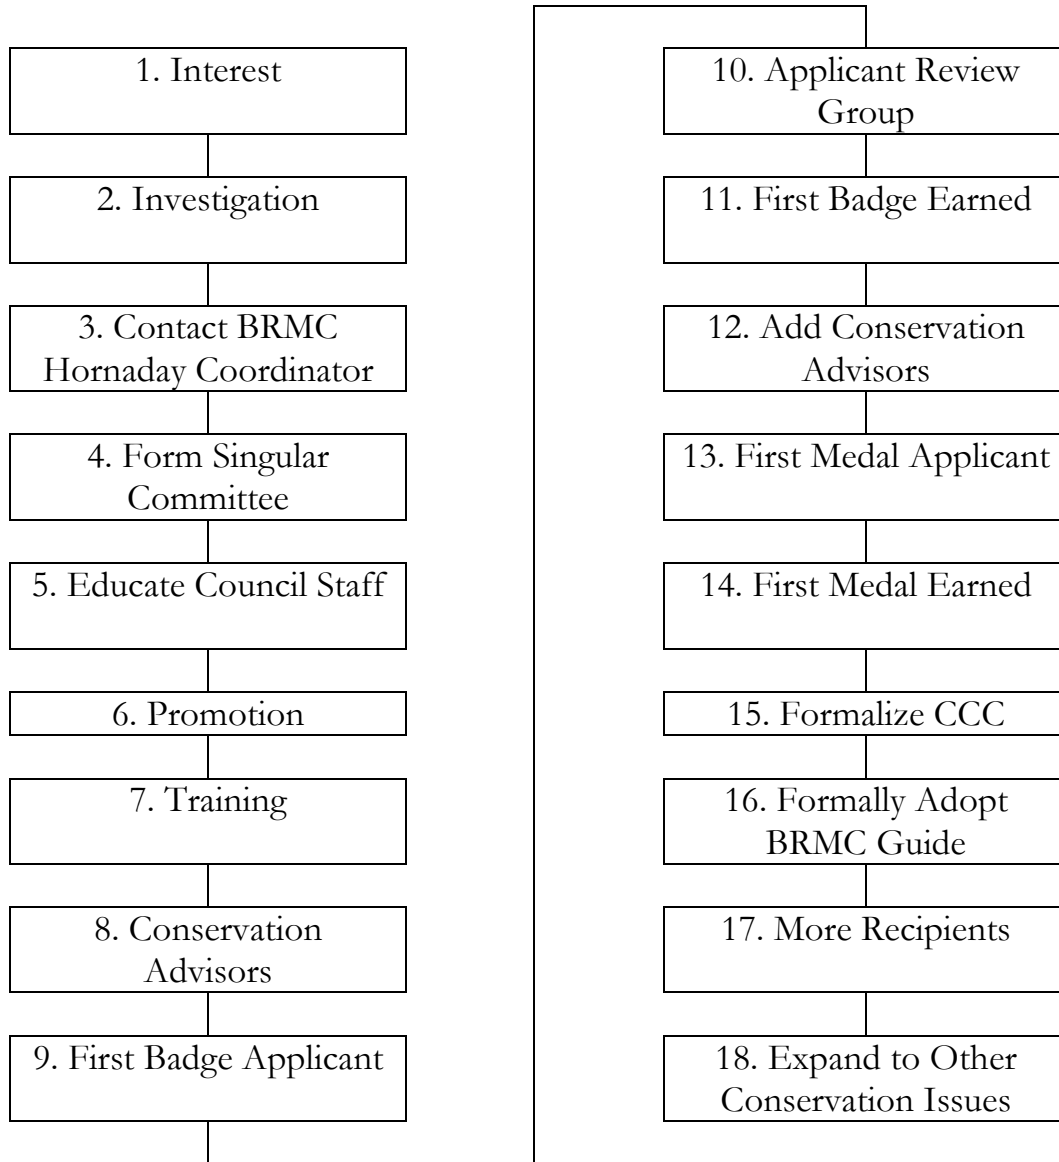 1. Interest
2. Investigation
3. Contact BRMC
Hornaday Coordinator
4. Form Singular
Committee
5. Educate Council Staff
6. Promotion
7. Training
8. Conservation
Advisors
9. First Badge Applicant
10. Applicant Review
Group
11. First Badge Earned
12. Add Conservation
Advisors
13. First Medal Applicant
14. First Medal Earned
15. Formalize CCC
16. Formally Adopt
BRMC Guide
17. More Recipients
18. Expand to Other
Conservation Issues